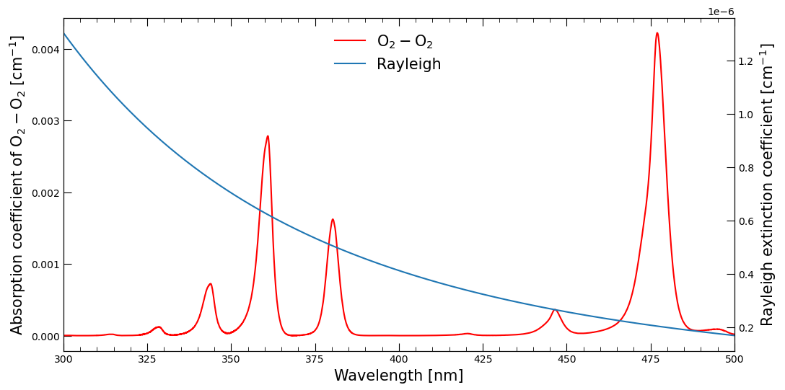 1e−6
O₂ − O₂
Rayleigh
Absorption coefficient of O₂ − O₂ [cm⁻¹]
0.004
0.003
0.002
0.001
0.000
Rayleigh extinction coefficient [cm⁻¹]
1.2
1.0
0.8
0.6
0.4
0.2
300 325 350 375 400 425 450 475 500
Wavelength [nm]